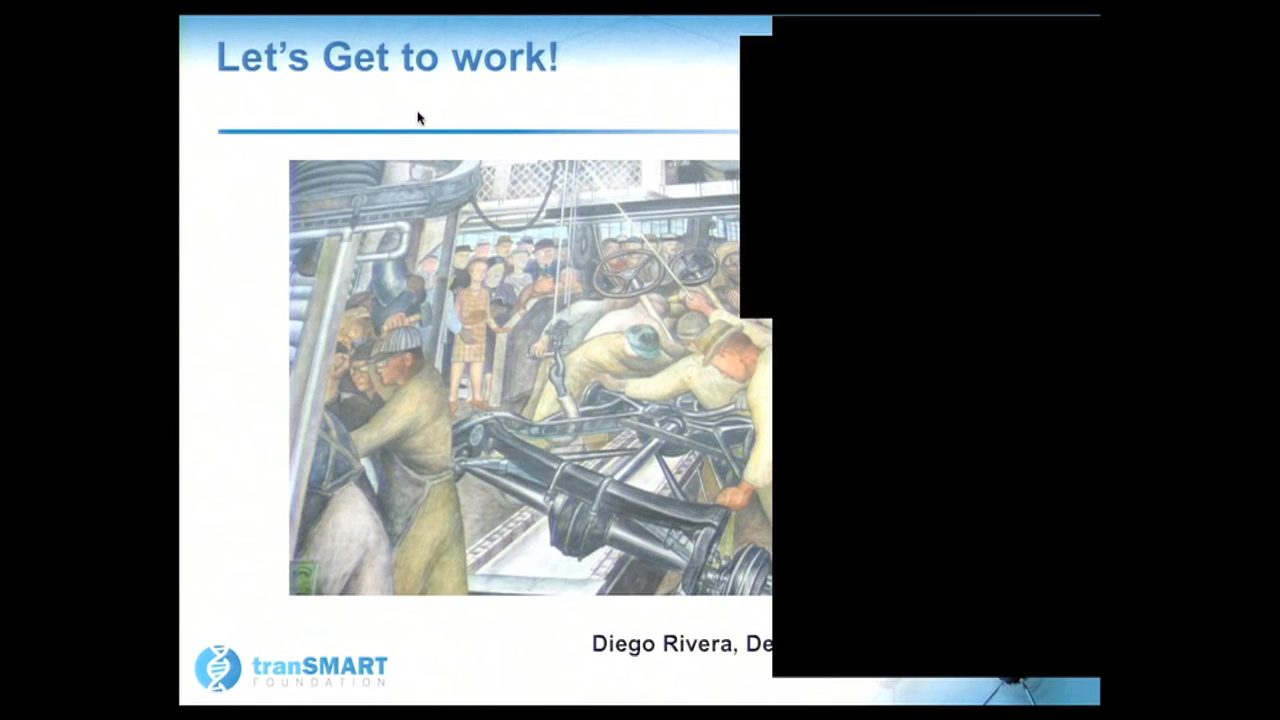 Let's Get to work!
Diego Rivera, De
tranSMART
FOUNDATION